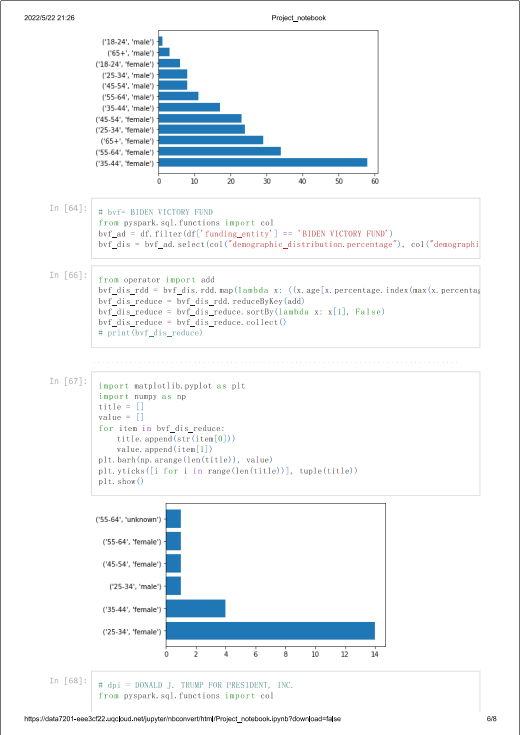 2022/5/22 21:26
Project_notebook
('18-24', 'male')
('65+', 'male')
('18-24', 'female')
('25-34', 'male')
('45-54', 'male')
('55-64', 'male')
('35-44', 'male')
('45-54', 'female')
('25-34', 'female')
('65+', 'female')
('55-64', 'female')
('35-44', 'female')
0 10 20 30 40 50 60
In [64]:
# bvf= BIDEN VICTORY FUND
from pyspark.sql.functions import col
bvf_ad = df.filter(df['funding_entity'] == 'BIDEN VICTORY FUND')
bvf_dis = bvf_ad.select(col("demographic_distribution.percentage"), col("demographi
In [66]:
from operator import add
bvf_dis_rdd = bvf_dis.rdd.map(lambda x: ((x.age[x.percentage.index(max(x.percentag
bvf_dis_reduce = bvf_dis_rdd.reduceByKey(add)
bvf_dis_reduce = bvf_dis_reduce.sortBy(lambda x: x[1], False)
bvf_dis_reduce = bvf_dis_reduce.collect()
# print(bvf_dis_reduce)
In [67]:
import matplotlib.pyplot as plt
import numpy as np
title = []
value = []
for item in bvf_dis_reduce:
    title.append(str(item[0]))
    value.append(item[1])
plt.barh(np.arange(len(title)), value)
plt.yticks([i for i in range(len(title))], tuple(title))
plt.show()
('55-64', 'unknown')
('55-64', 'female')
('45-54', 'female')
('25-34', 'male')
('35-44', 'female')
('25-34', 'female')
0 2 4 6 8 10 12 14
In [68]:
# dpi = DONALD J. TRUMP FOR PRESIDENT, INC.
from pyspark.sql.functions import col
https://data7201-eee3cf22.uqcloud.net/jupyter/nbconvert/html/Project_notebook.ipynb?download=false
6/8